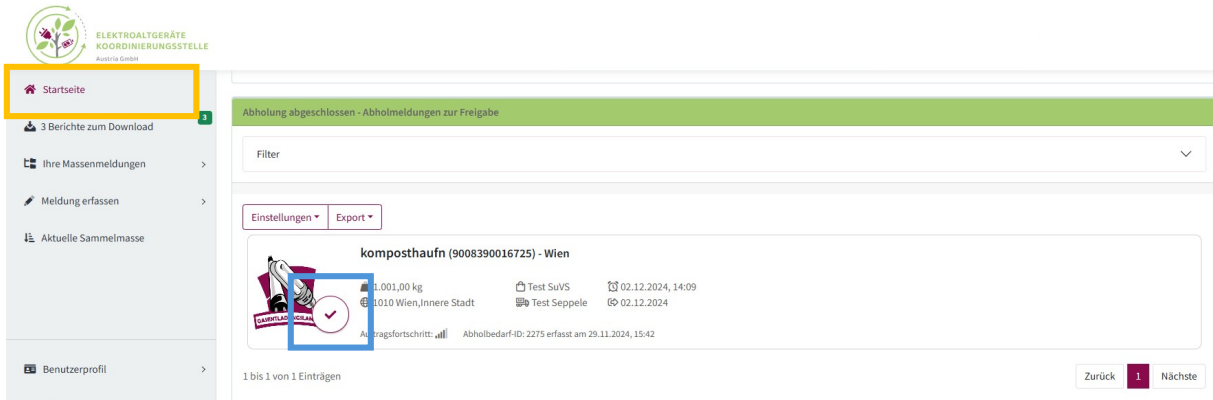 ELEKTROALTGERÄTE
KOORDINIERUNGSSTELLE
Austria GmbH
Startseite
3 Berichte zum Download
3
Ihre Massenmeldungen
Meldung erfassen
Aktuelle Sammelmasse
Benutzerprofil
Abholung abgeschlossen - Abholmeldungen zur Freigabe
Filter
Einstellungen Export
komposthaufn (9008390016725) - Wien
1.001,00 kg Test SuVS 02.12.2024, 14:09
1010 Wien,Innere Stadt Test Seppele 02.12.2024
Auftragsfortschritt: Abholbedarf-ID: 2275 erfasst am 29.11.2024, 15:42
1 bis 1 von 1 Einträgen
Zurück 1 Nächste